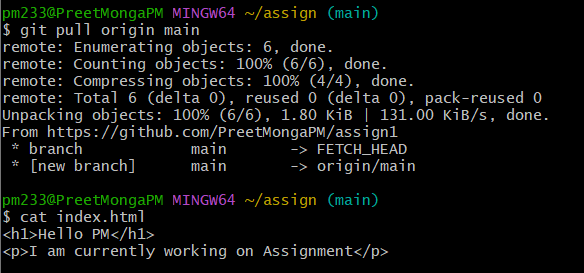 pm233@PreetMongaPM MINGW64 ~/assign (main)
$ git pull origin main
remote: Enumerating objects: 6, done.
remote: Counting objects: 100% (6/6), done.
remote: Compressing objects: 100% (4/4), done.
remote: Total 6 (delta 0), reused 0 (delta 0), pack-reused 0
Unpacking objects: 100% (6/6), 1.80 KiB | 131.00 KiB/s, done.
From https://github.com/PreetMongaPM/assign1
 * branch            main       -> FETCH_HEAD
 * [new branch]      main       -> origin/main
pm233@PreetMongaPM MINGW64 ~/assign (main)
$ cat index.html
<h1>Hello PM</h1>
<p>I am currently working on Assignment</p>